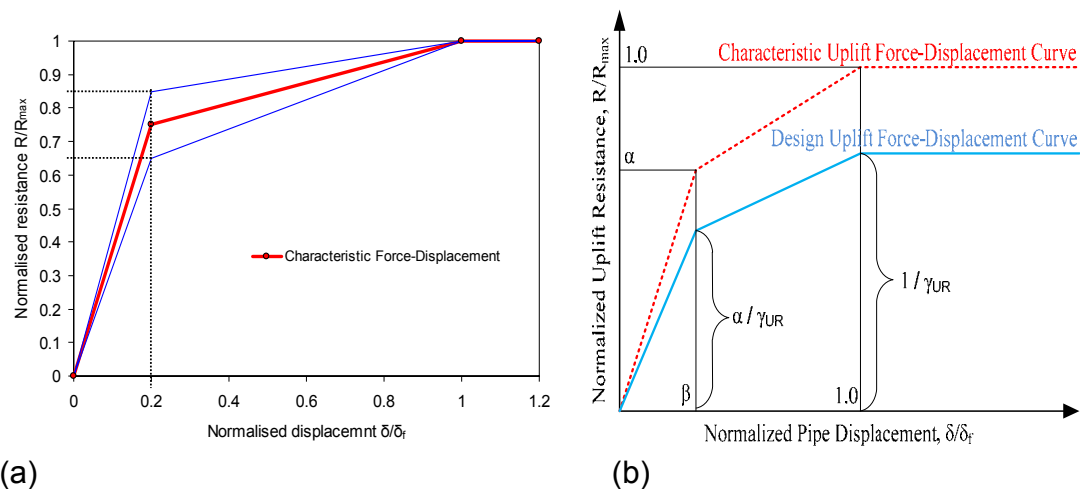 Normalised resistance R/Rmax
1
0.9
0.8
0.7
0.6
0.5
0.4
0.3
0.2
0.1
0
0
0.2
0.4
0.6
0.8
1
1.2
Characteristic Force-Displacement
Normalised displacemnt δ/δf
(a)
Normalized Uplift Resistance, R/Rmax
1.0
Characteristic Uplift Force-Displacement Curve
Design Uplift Force-Displacement Curve
α
α / γUR
1 / γUR
β
1.0
Normalized Pipe Displacement, δ/δf
(b)